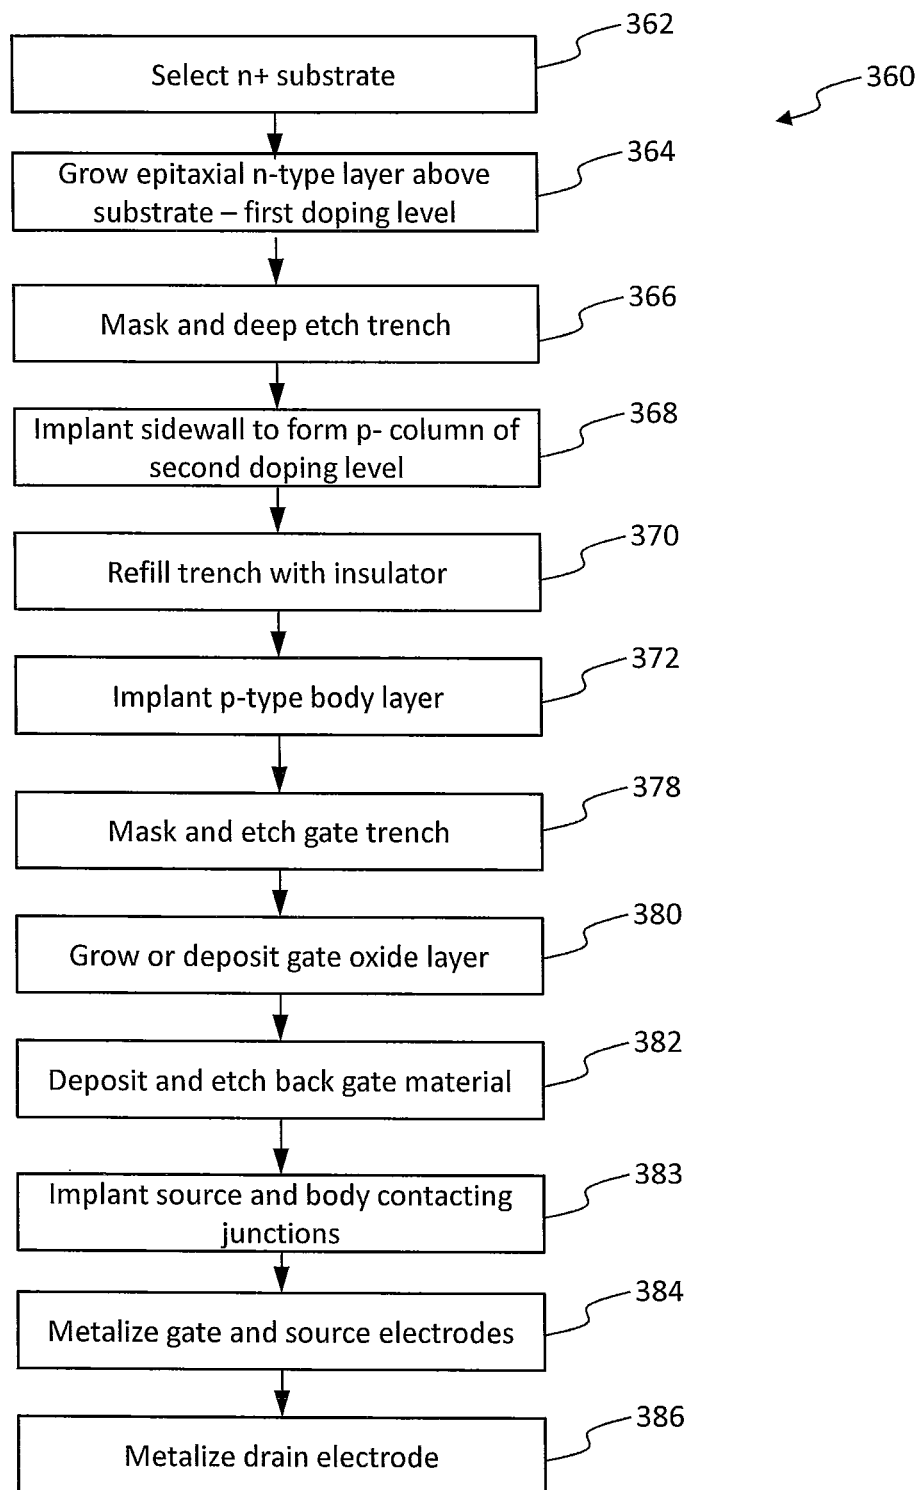 362
Select n+ substrate
360
364
Grow epitaxial n-type layer above
substrate – first doping level
366
Mask and deep etch trench
368
Implant sidewall to form p- column of
second doping level
370
Refill trench with insulator
372
Implant p-type body layer
378
Mask and etch gate trench
380
Grow or deposit gate oxide layer
382
Deposit and etch back gate material
383
Implant source and body contacting
junctions
384
Metalize gate and source electrodes
386
Metalize drain electrode